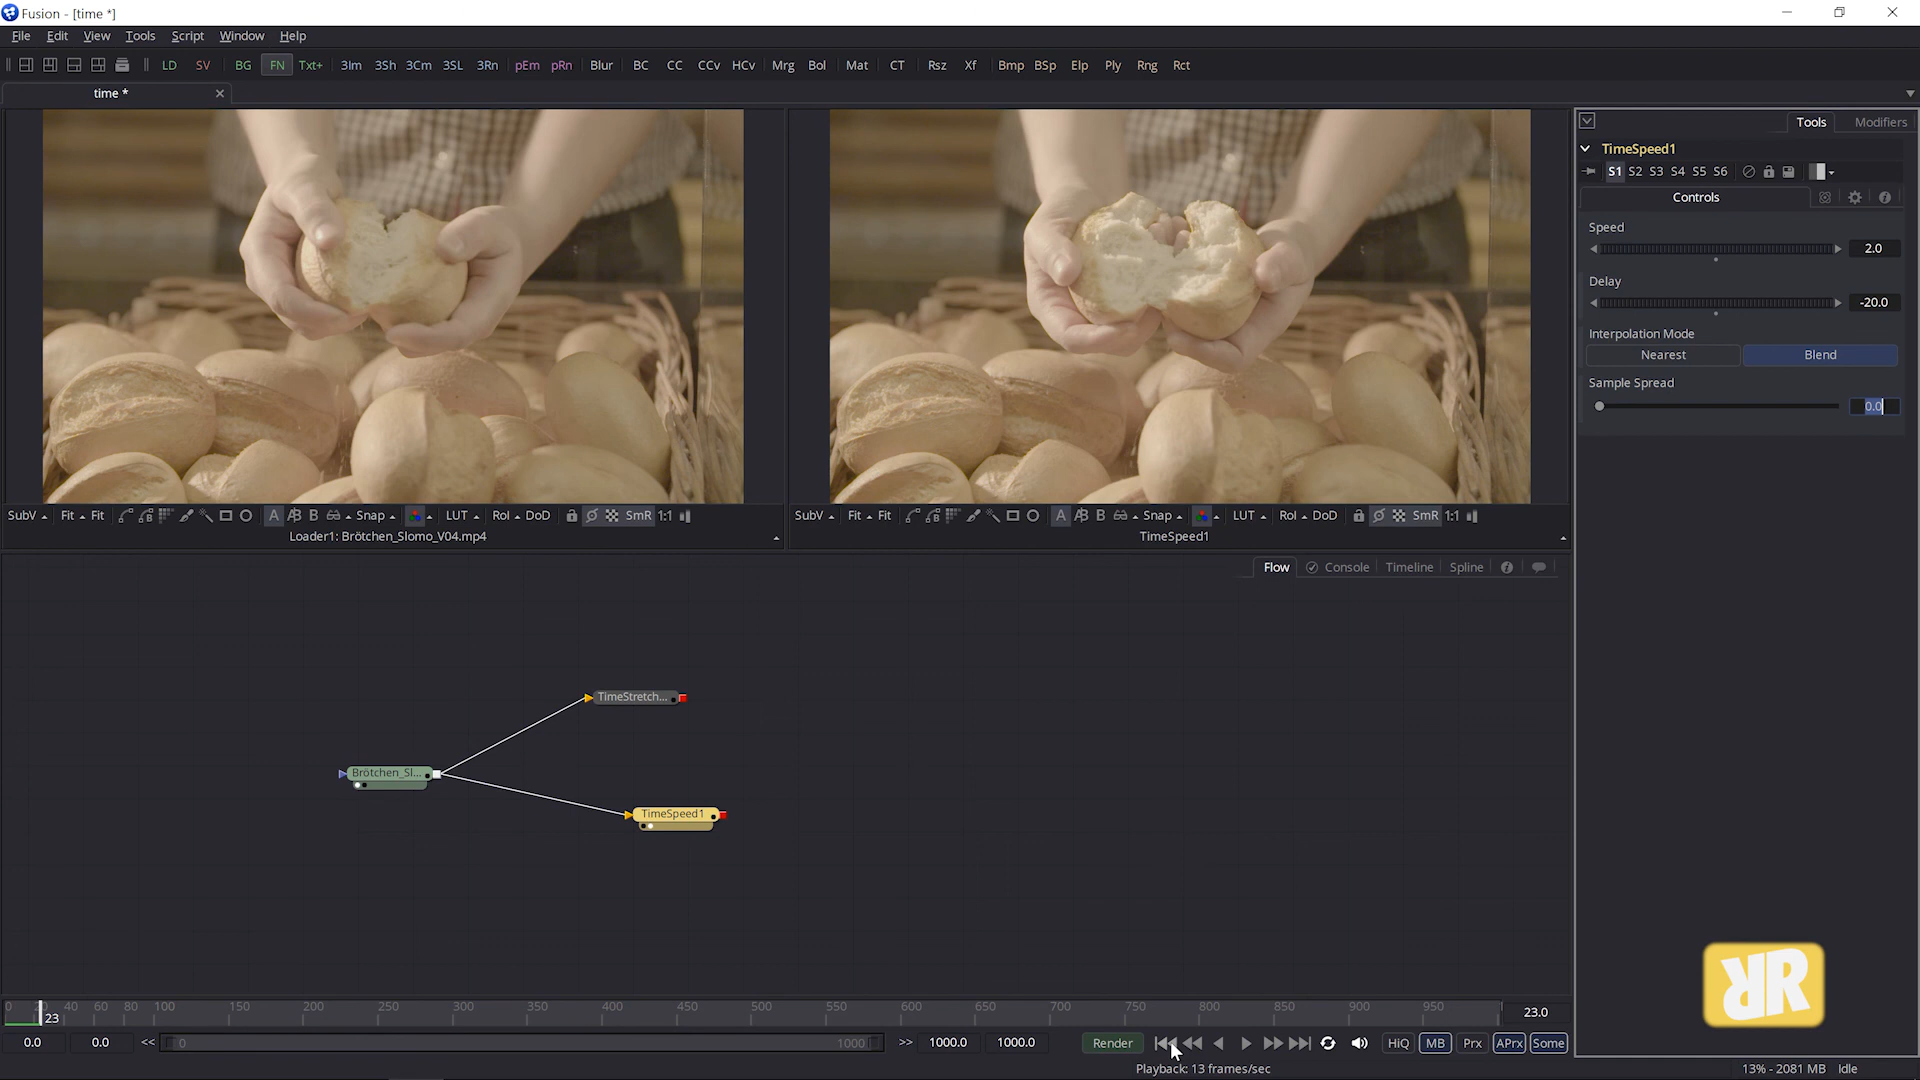 Fusion - [time *]
File Edit View Tools Script Window Help
LD SV BG FN Txt+ 3Im 3Sh 3Cm 3SL 3Rn pEm pRn Blur BC CC CCv HCv Mrg Bol Mat CT Rsz Xf Bmp BSp Elp Ply Rng Rct
time *
Tools Modifiers
TimeSpeed1
S1 S2 S3 S4 S5 S6
Controls
Speed
2.0
Delay
-20.0
Interpolation Mode
Nearest Blend
Sample Spread
0.0
SubV Fit Fit A A|B B Snap LUT RoI DoD SmR 1:1
SubV Fit Fit A A|B B Snap LUT RoI DoD SmR 1:1
Loader1: Brötchen_Slomo_V04.mp4
TimeSpeed1
Flow Console Timeline Spline
TimeStretch...
Brötchen_Sl...
TimeSpeed1
0 20 40 60 80 100 150 200 250 300 350 400 450 500 550 600 650 700 750 800 850 900 950
23
23.0
0.0 0.0 << 0 1000 >> 1000.0 1000.0 Render HiQ MB Prx APrx Some
Playback: 13 frames/sec
13% - 2081 MB Idle
RR